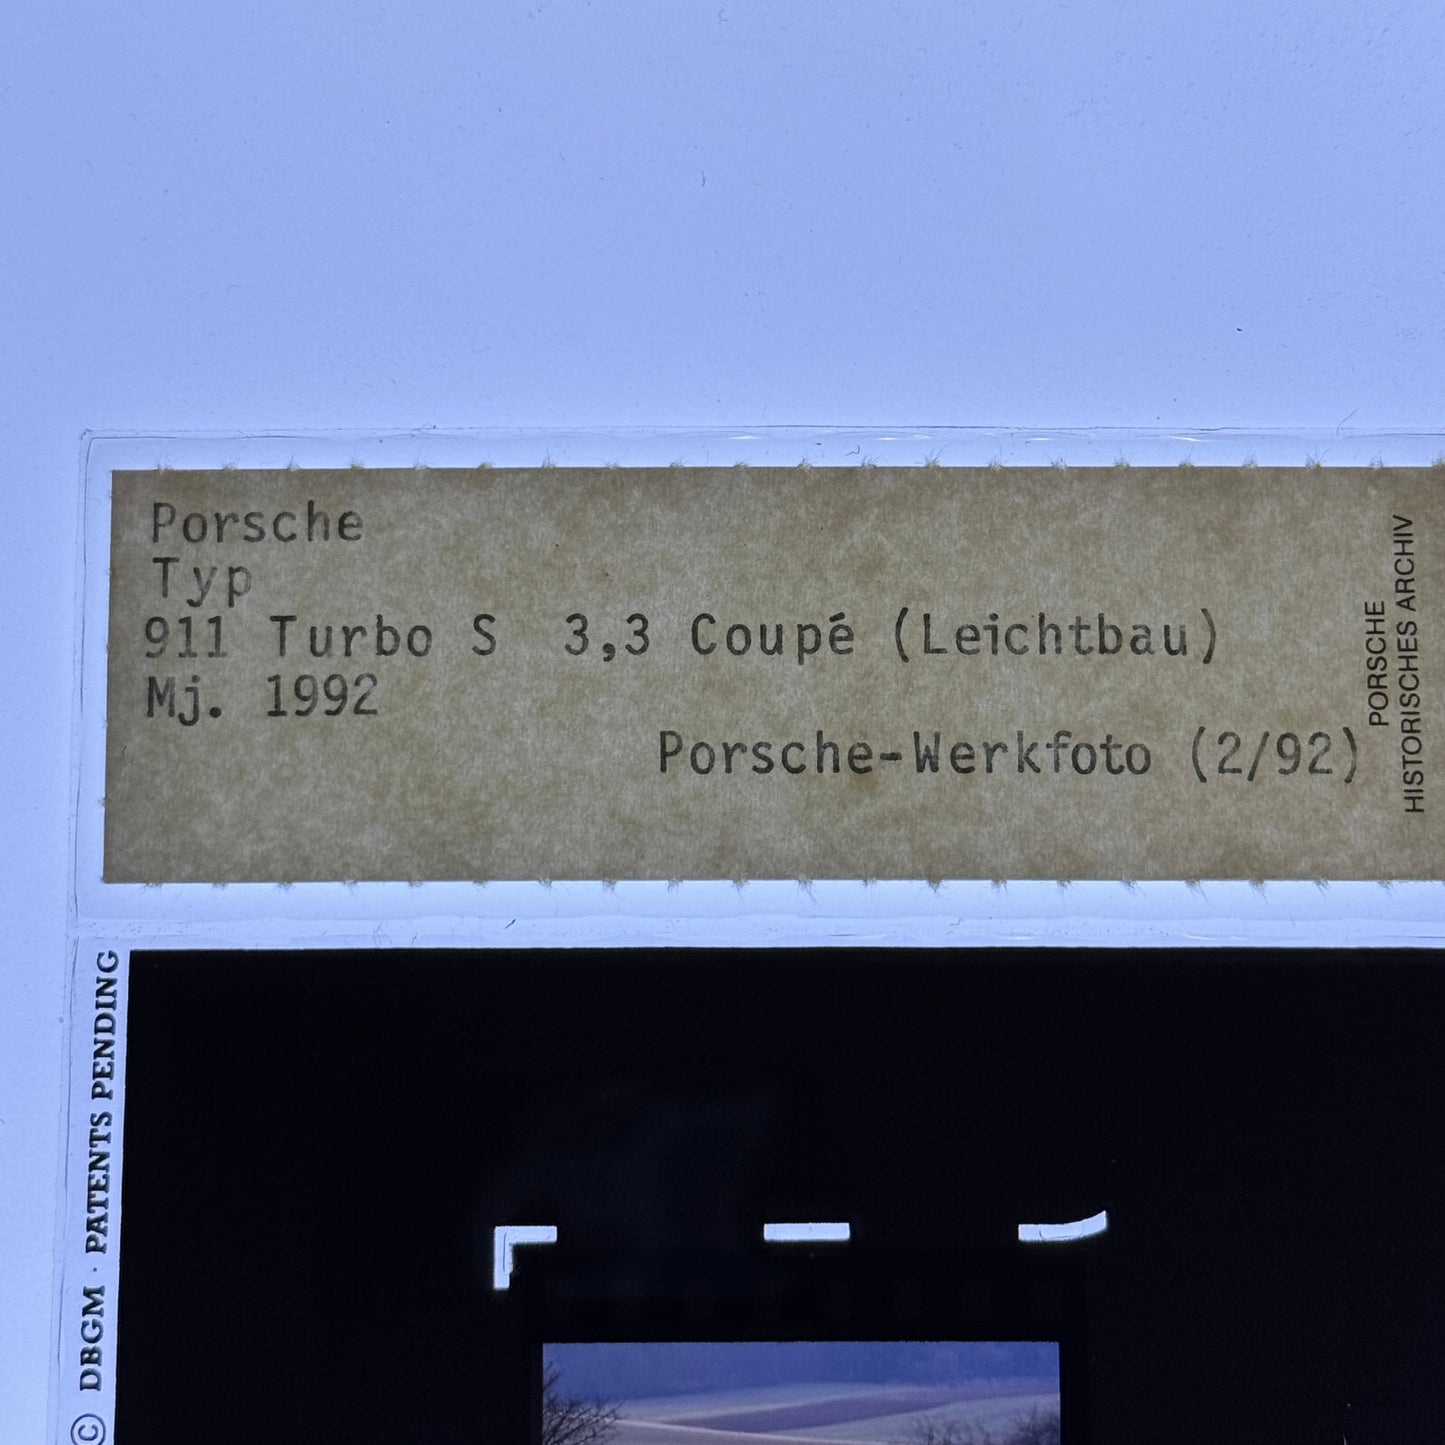 Porsche
Typ
911 Turbo S  3,3 Coupé (Leichtbau)
Mj. 1992
Porsche-Werkfoto (2/92)
PORSCHE
HISTORISCHES ARCHIV
© DBGM · PATENTS PENDING